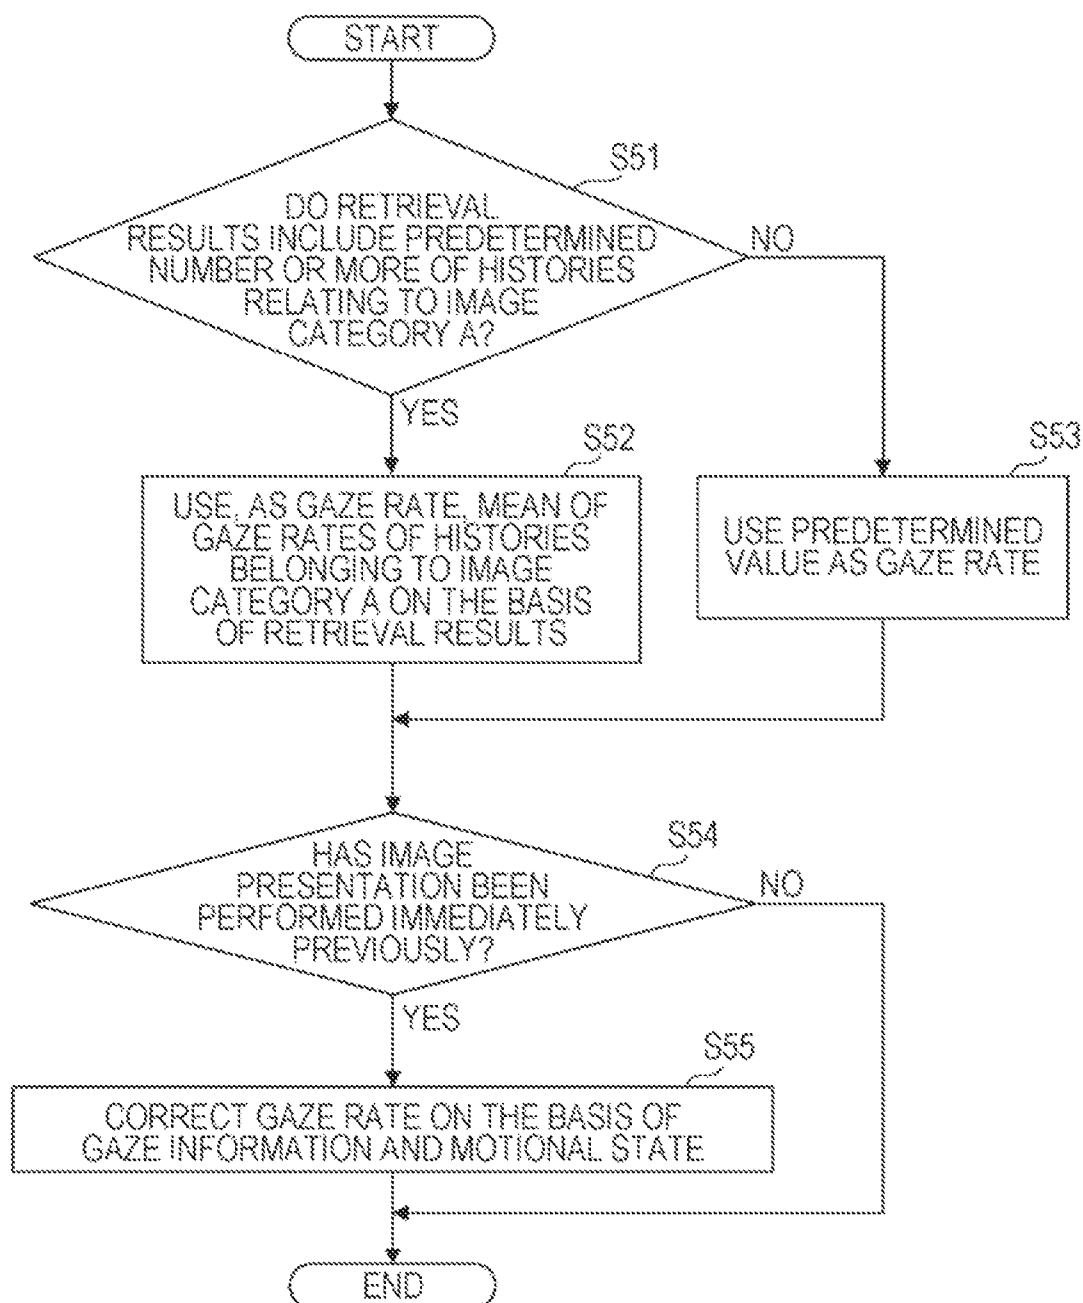 START
S51
DO RETRIEVAL
RESULTS INCLUDE PREDETERMINED
NUMBER OR MORE OF HISTORIES
RELATING TO IMAGE
CATEGORY A?
NO
YES
S52
USE, AS GAZE RATE, MEAN OF
GAZE RATES OF HISTORIES
BELONGING TO IMAGE
CATEGORY A ON THE BASIS
OF RETRIEVAL RESULTS
S53
USE PREDETERMINED
VALUE AS GAZE RATE
S54
HAS IMAGE
PRESENTATION BEEN
PERFORMED IMMEDIATELY
PREVIOUSLY?
NO
YES
S55
CORRECT GAZE RATE ON THE BASIS OF
GAZE INFORMATION AND MOTIONAL STATE
END